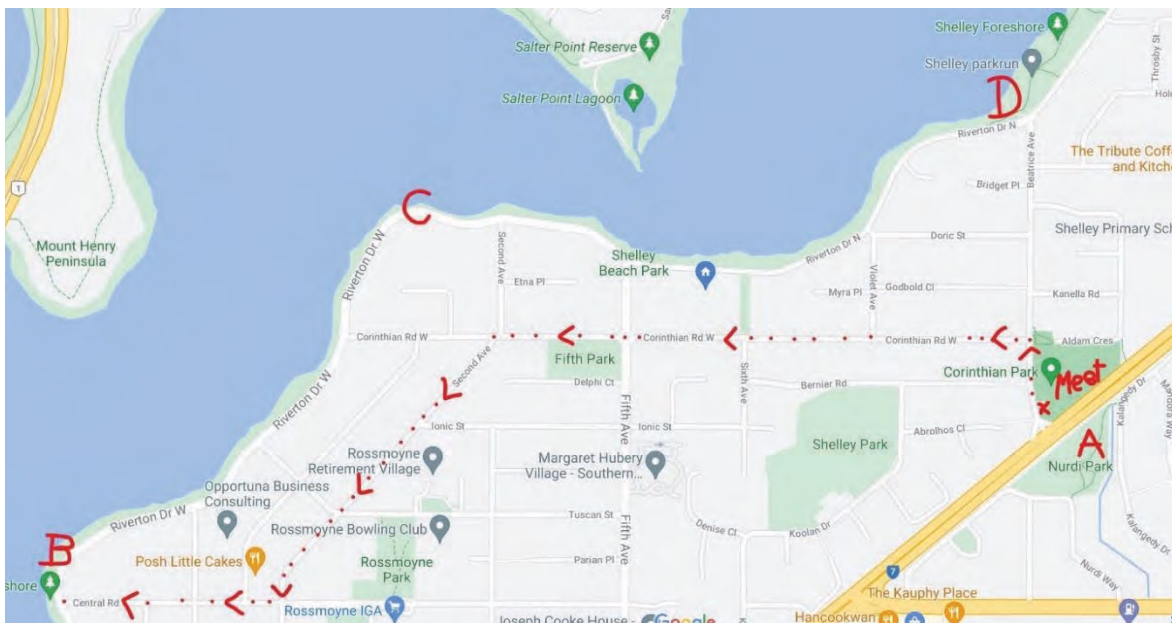 Shelley Foreshore
Salter Point Reserve
Shelley parkrun
Throsby St
Salter Point Lagoon
D
Riverton Dr N
Beatrice Ave
The Tribute Coff
and Kitche
1
Bridget Pl
C
Mount Henry
Peninsula
Riverton Dr W
Second Ave
Shelley
Beach Park
Riverton Dr N
Doric St
Shelley Primary Sch
Etna Pl
Violet Ave
Myra Pl
Godbold Cl
Kanella Rd
Corinthian Rd W
Corinthian Rd W
Corinthian Rd W
Aldam Cres
Riverton Dr W
Second Ave
Fifth Park
Delphi Ct
Sixth Ave
Bernier Rd
Corinthian Park
Meet
x
Kalangedy Dr
Fifth Ave
Ionic St
Ionic St
Abrolhos Cl
A
Nurdi Park
Rossmoyne
Retirement Village
Margaret Hubery
Village - Southern...
Shelley Park
Opportuna Business
Consulting
Riverton Dr W
Tuscan St
Rossmoyne Bowling Club
Fifth Ave
Denise Ct
Koolan Dr
Kalangedy Dr
B
Posh Little Cakes
Rossmoyne
Park
Parian Pl
7
Nurdi Way
shore
Central Rd
Rossmoyne IGA
The Kauphy Place
Joseph Cooke House -
Google
Hancookwan